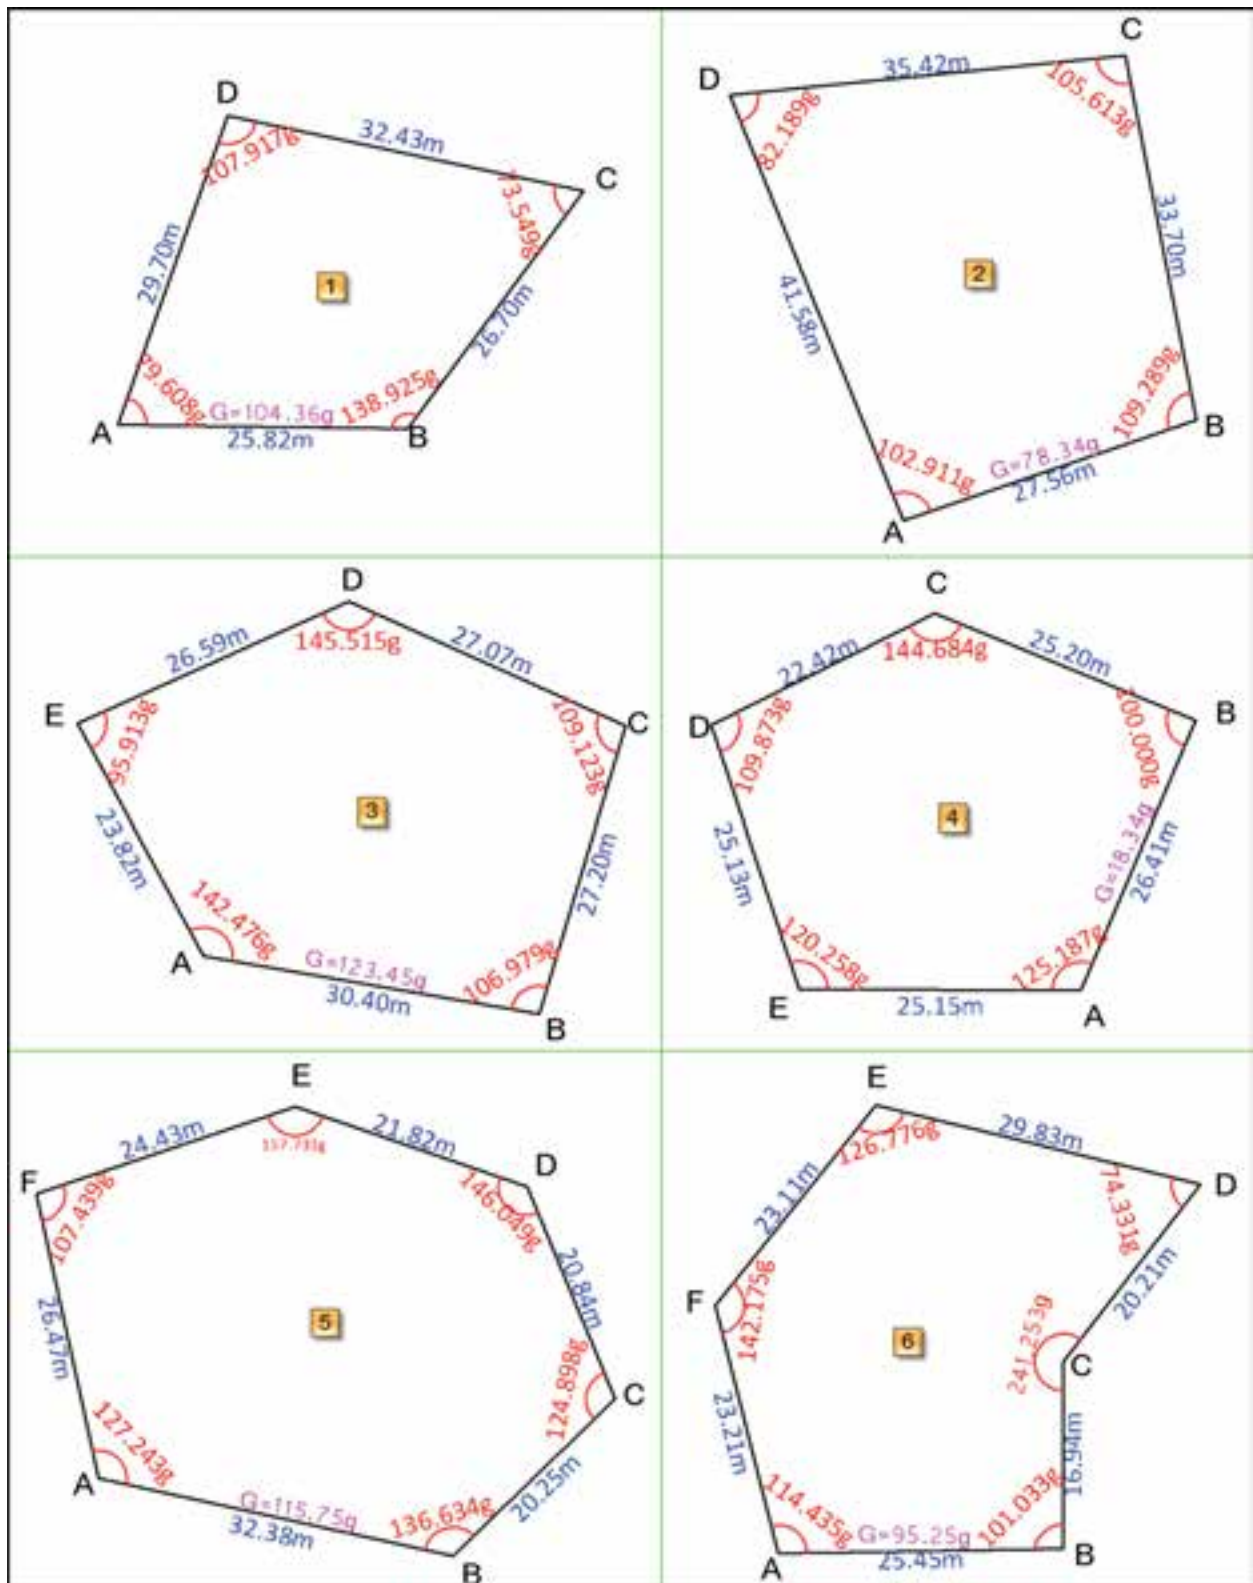 D
32.43m
107.917g
C
73.549g
29.70m
1
26.70m
79.608g
138.925g
G=104.36g
A
25.82m
B
C
35.42m
D
105.613g
82.189g
33.70m
2
41.58m
109.289g
102.911g
G=78.34g
B
27.56m
A
D
26.59m
145.515g
27.07m
E
C
95.913g
109.123g
3
23.82m
27.20m
142.476g
106.979g
A
G=123.45g
30.40m
B
C
22.42m
144.684g
25.20m
D
B
109.873g
100.000g
4
25.13m
G=18.34g
26.41m
120.258g
125.187g
E
25.15m
A
E
24.43m
21.82m
D
F
107.439g
146.049g
20.84m
26.47m
5
124.898g
C
127.243g
A
G=115.75g
136.634g
20.25m
32.38m
B
E
126.776g
29.83m
D
23.11m
74.331g
F
142.175g
20.21m
6
241.253g
C
23.21m
16.94m
114.435g
101.033g
G=95.25g
A
25.45m
B